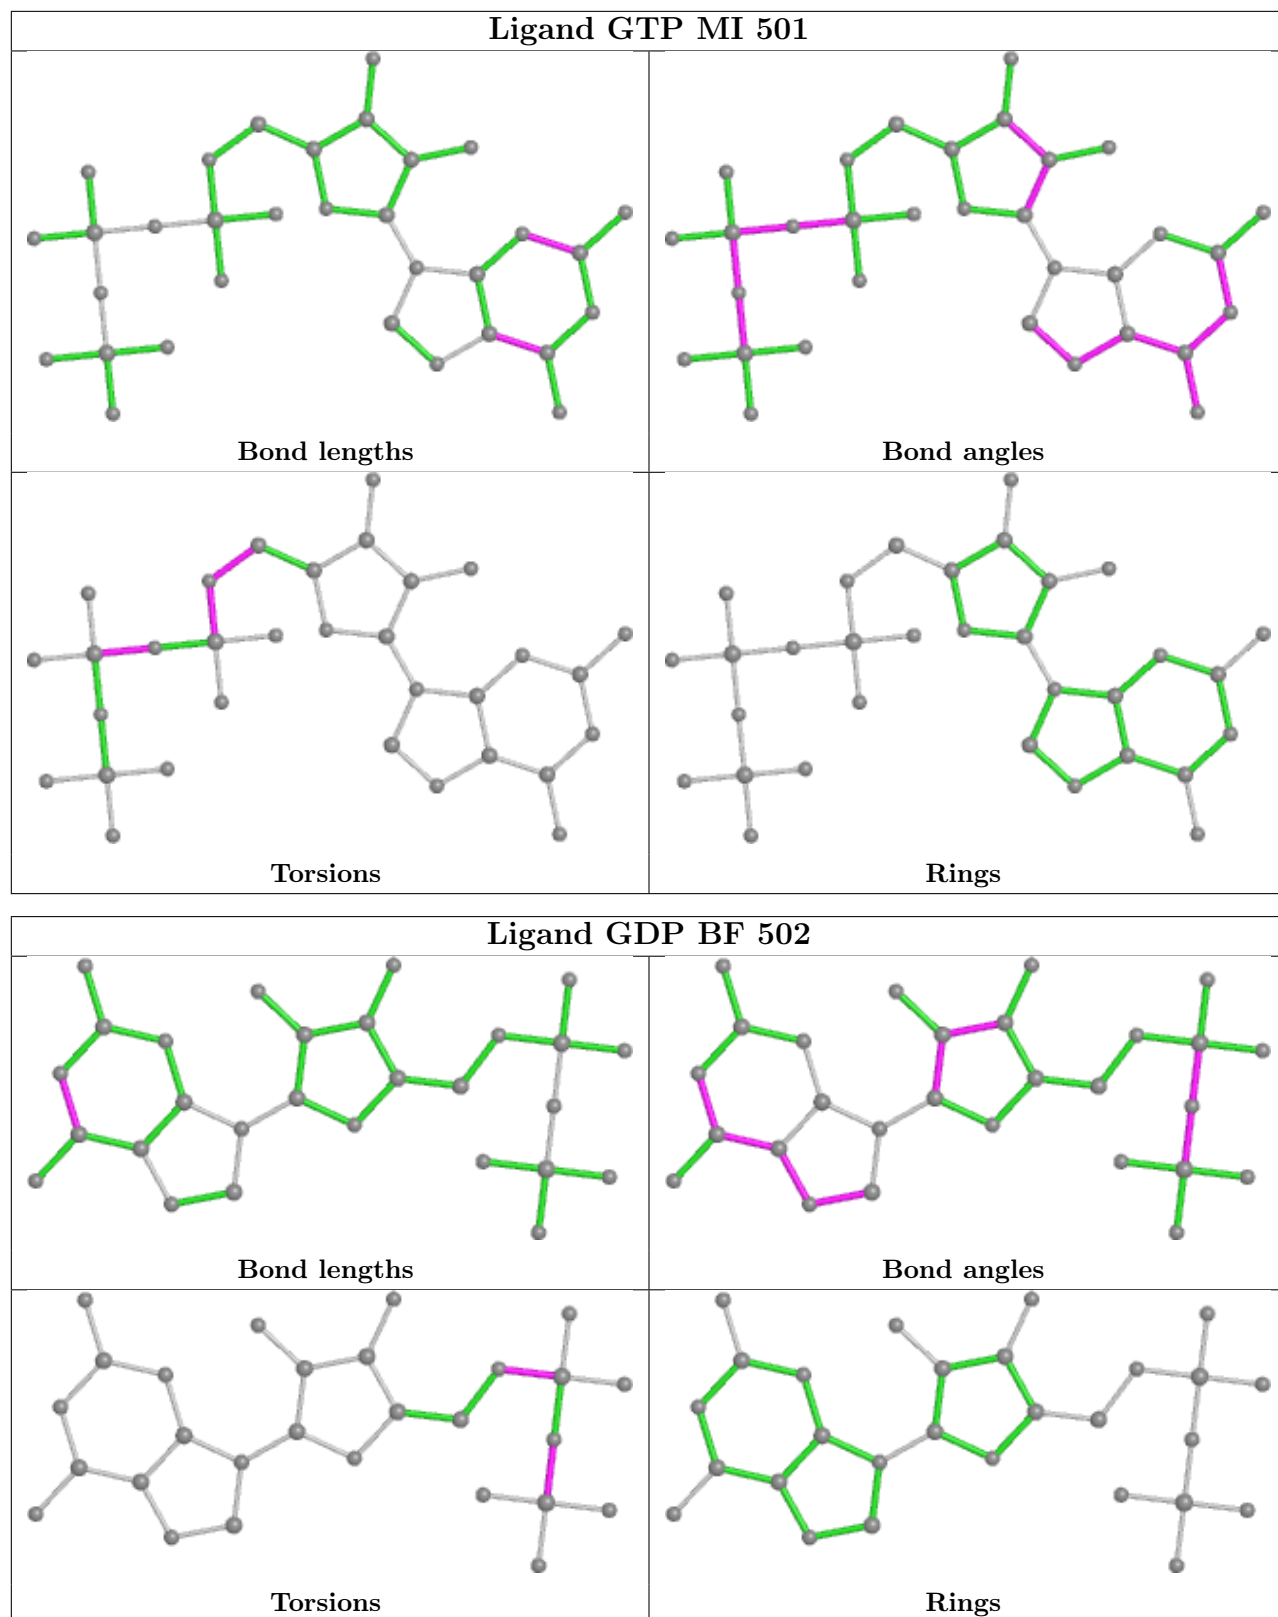 Ligand GTP MI 501
Bond lengths
Bond angles
Torsions
Rings
Ligand GDP BF 502
Bond lengths
Bond angles
Torsions
Rings